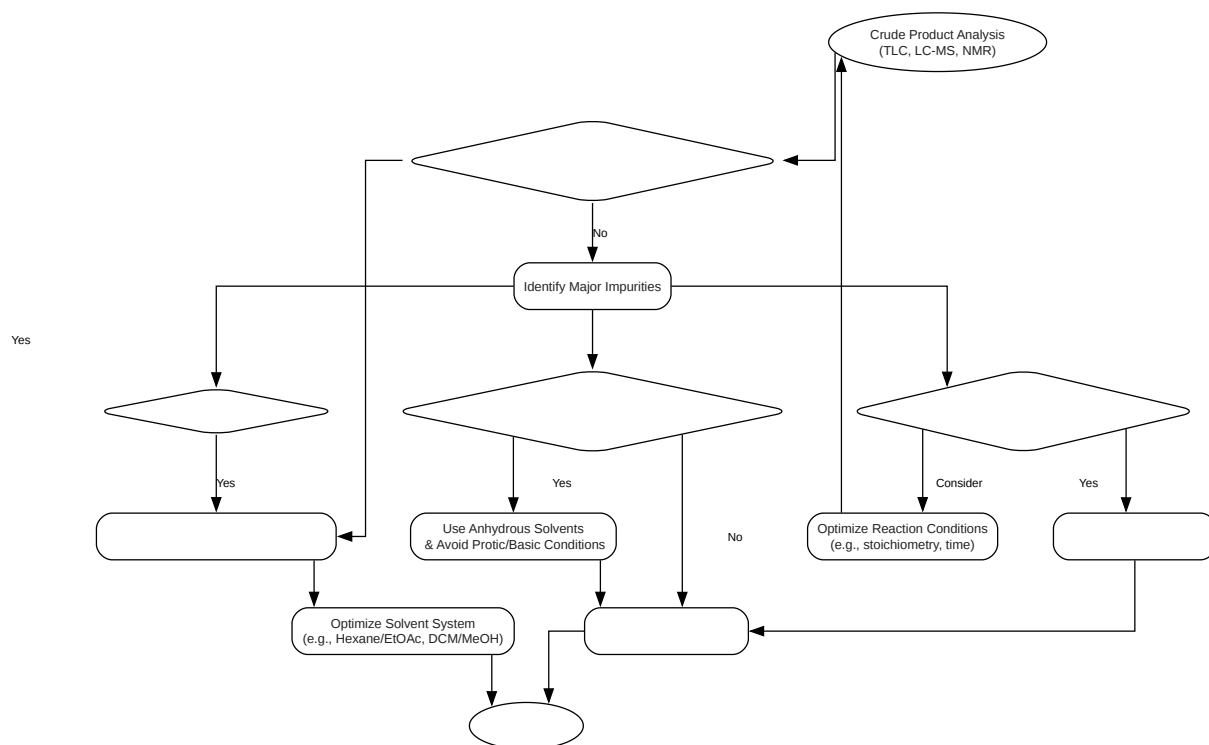 Crude Product Analysis
(TLC, LC-MS, NMR)
No
Identify Major Impurities
Yes
Yes
Yes
Consider
Yes
Use Anhydrous Solvents
& Avoid Protic/Basic Conditions
No
Optimize Reaction Conditions
(e.g., stoichiometry, time)
Optimize Solvent System
(e.g., Hexane/EtOAc, DCM/MeOH)